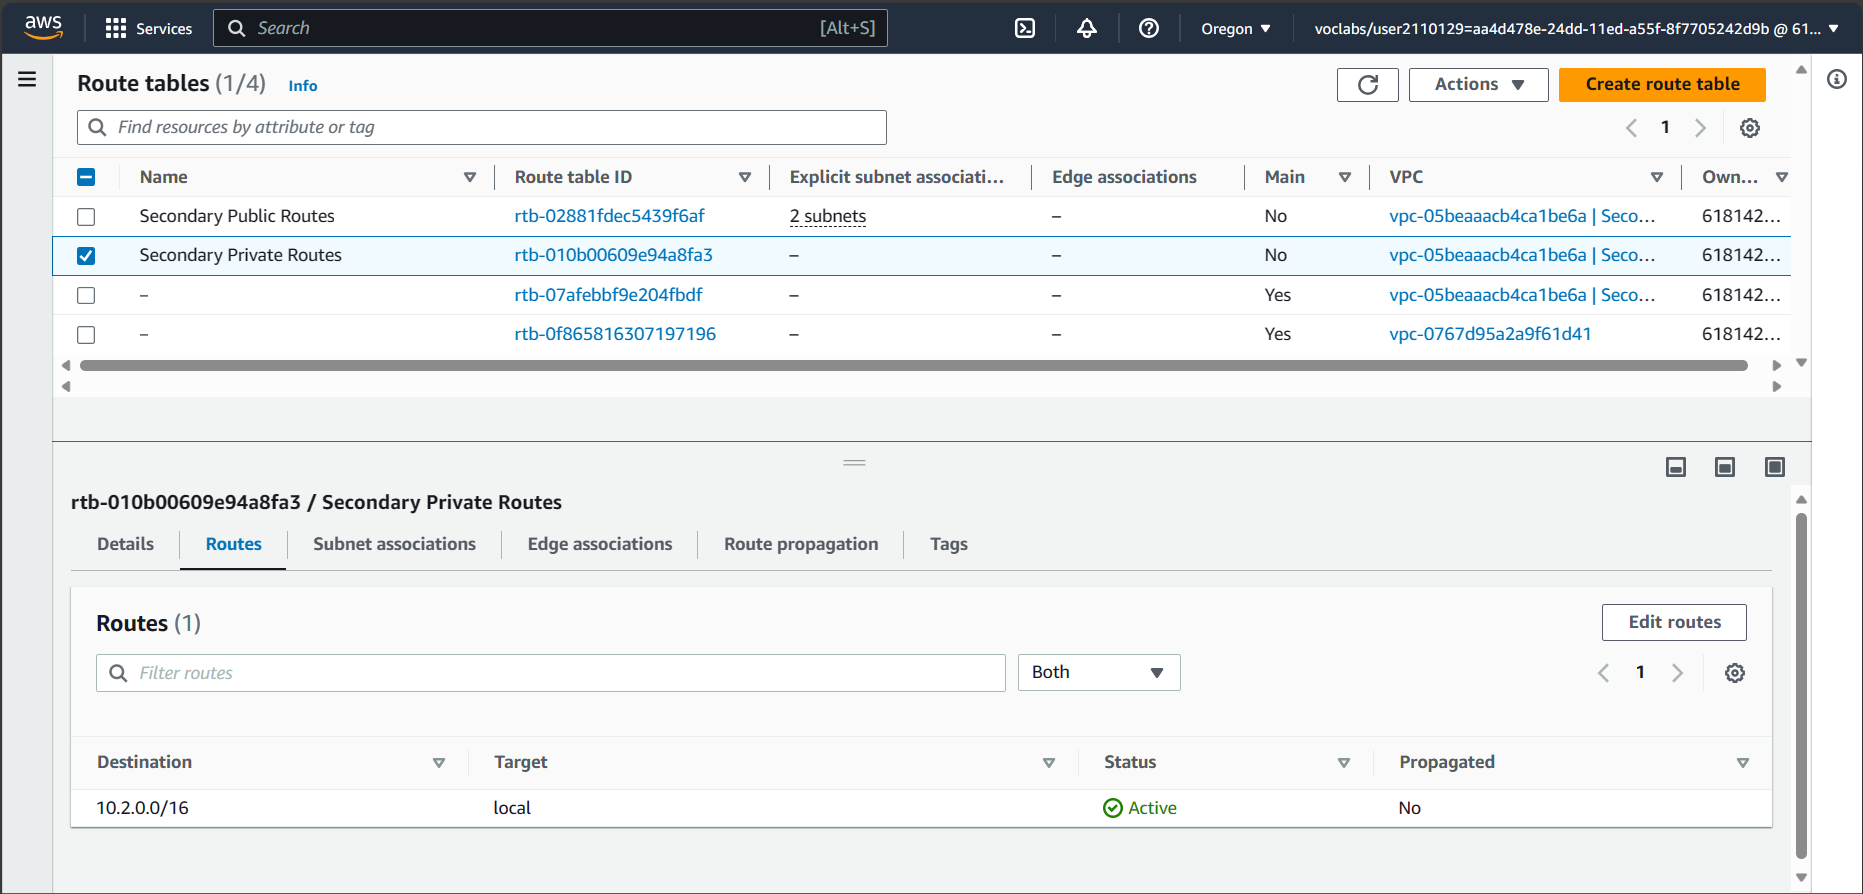 aws Services Search [Alt+S] Oregon voclabs/user2110129=aa4d478e-24dd-11ed-a55f-8f7705242d9b @ 61...
Route tables (1/4) Info Actions Create route table
Find resources by attribute or tag 1
Name Route table ID Explicit subnet associati... Edge associations Main VPC Own...
Secondary Public Routes rtb-02881fdec5439f6af 2 subnets – – No vpc-05beaaacb4ca1be6a | Seco... 618142...
Secondary Private Routes rtb-010b00609e94a8fa3 – – No vpc-05beaaacb4ca1be6a | Seco... 618142...
– rtb-07afebbf9e204fbdf – – Yes vpc-05beaaacb4ca1be6a | Seco... 618142...
– rtb-0f865816307197196 – – Yes vpc-0767d95a2a9f61d41 618142...
rtb-010b00609e94a8fa3 / Secondary Private Routes
Details Routes Subnet associations Edge associations Route propagation Tags
Routes (1) Edit routes
Filter routes Both 1
Destination Target Status Propagated
10.2.0.0/16 local Active No